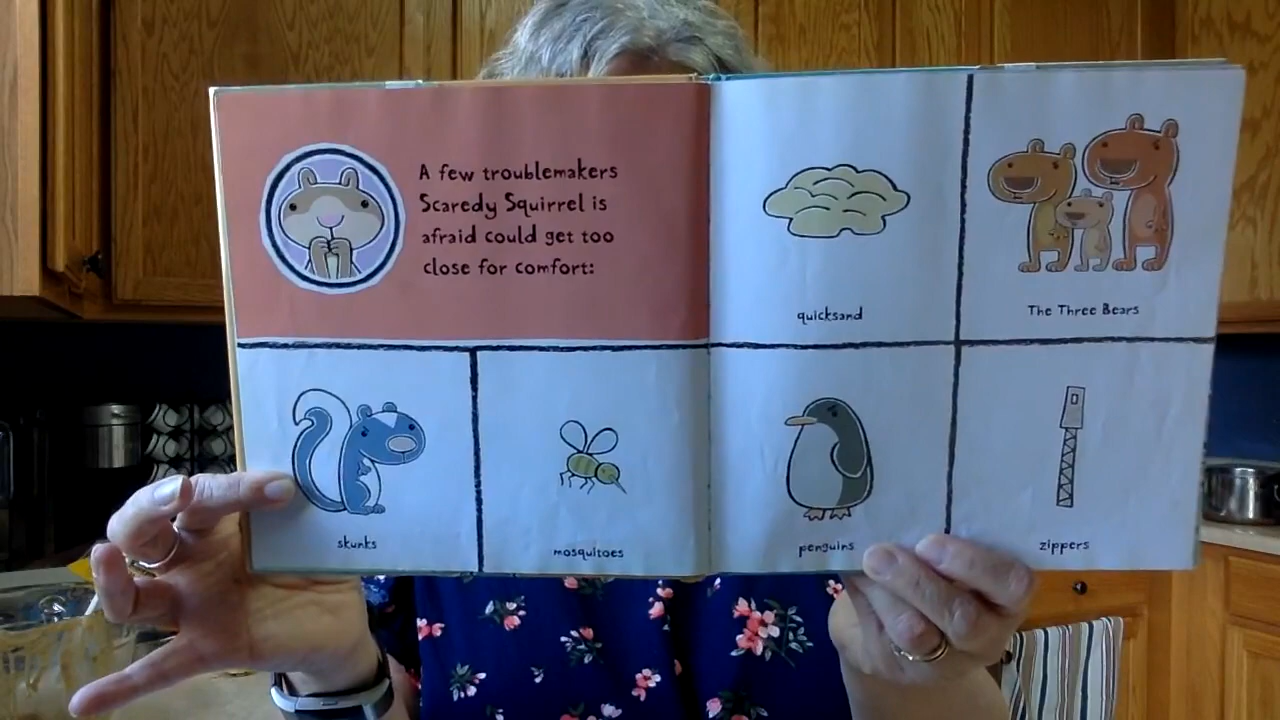 A few troublemakers
Scaredy Squirrel is
afraid could get too
close for comfort:
quicksand
The Three Bears
skunks
mosquitoes
penguins
zippers